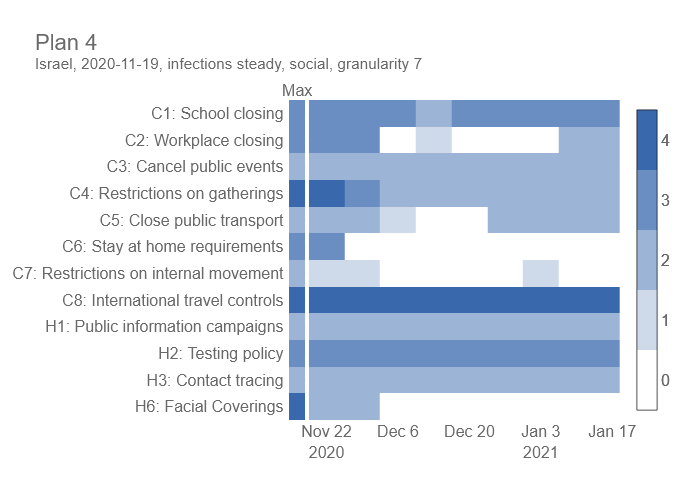 Plan 4
Israel, 2020-11-19, infections steady, social, granularity 7
Max
C1: School closing
C2: Workplace closing
C3: Cancel public events
C4: Restrictions on gatherings
C5: Close public transport
C6: Stay at home requirements
C7: Restrictions on internal movement
C8: International travel controls
H1: Public information campaigns
H2: Testing policy
H3: Contact tracing
H6: Facial Coverings
Nov 22 Dec 6 Dec 20 Jan 3 Jan 17
2020 2021
4
3
2
1
0